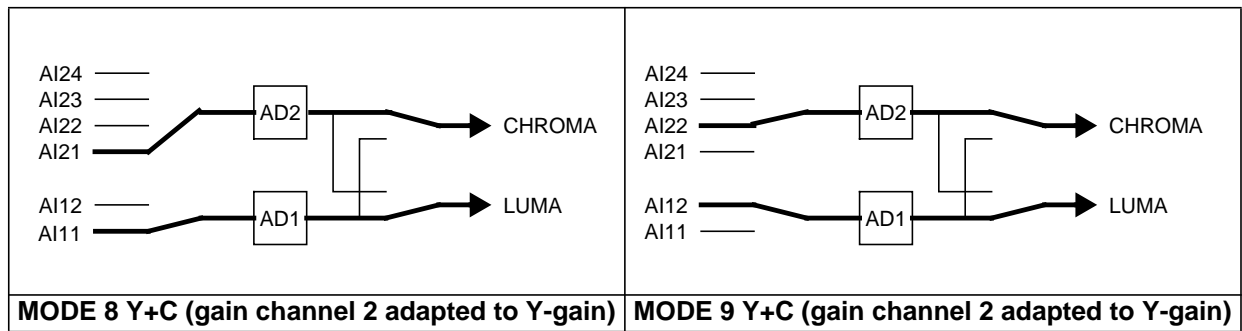 AI24
AI23
AI22
AI21
AI12
AI11
AD2
AD1
CHROMA
LUMA
MODE 8 Y+C (gain channel 2 adapted to Y-gain)
AI24
AI23
AI22
AI21
AI12
AI11
AD2
AD1
CHROMA
LUMA
MODE 9 Y+C (gain channel 2 adapted to Y-gain)